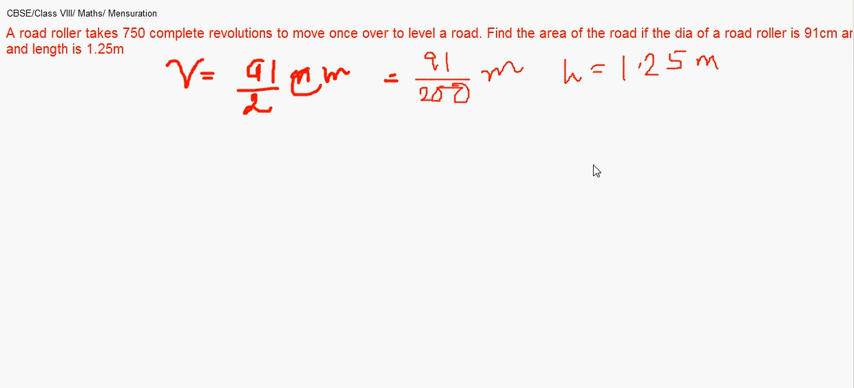 CBSE/Class VIII/ Maths/ Mensuration
A road roller takes 750 complete revolutions to move once over to level a road. Find the area of the road if the dia of a road roller is 91cm ar
and length is 1.25m
r = 91/2 cm = 91/200 m h = 1.25 m